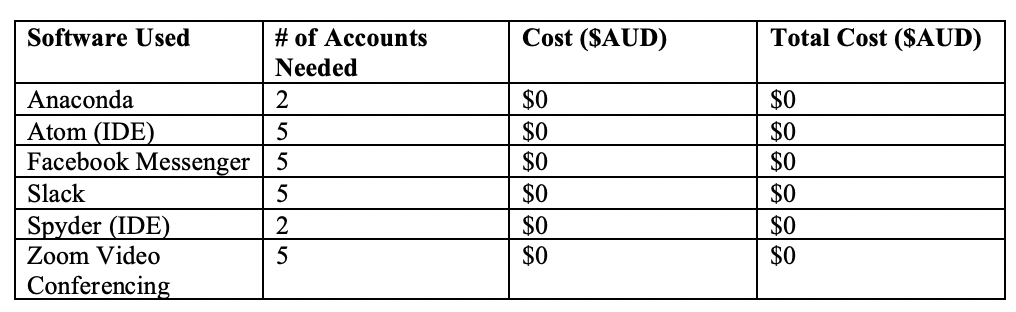 Software Used # of Accounts Cost ($AUD) Total Cost ($AUD)
Needed
Anaconda 2 $0 $0
Atom (IDE) 5 $0 $0
Facebook Messenger 5 $0 $0
Slack 5 $0 $0
Spyder (IDE) 2 $0 $0
Zoom Video 5 $0 $0
Conferencing